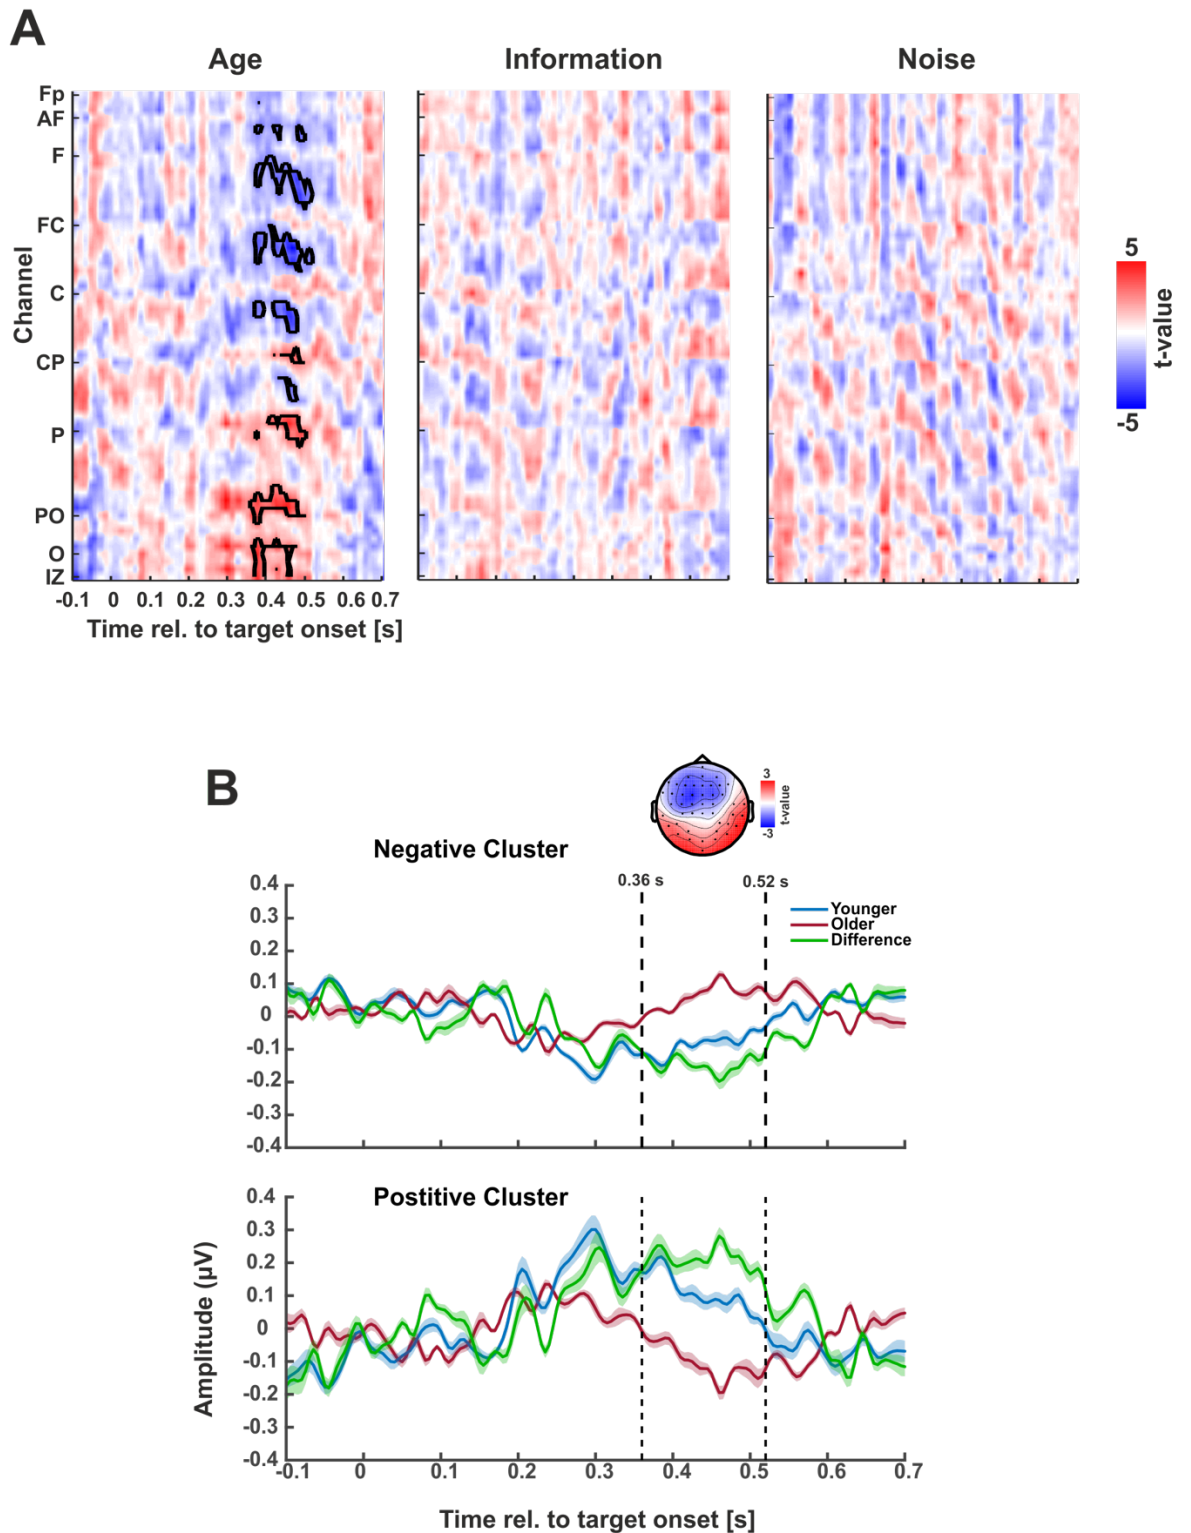 A
Age
Information
Noise
Fp
AF
F
FC
C
CP
P
PO
O
IZ
Channel
-0.1 0 0.1 0.2 0.3 0.4 0.5 0.6 0.7
Time rel. to target onset [s]
5
-5
t-value
B
3
-3
t-value
Negative Cluster
0.36 s
0.52 s
Younger
Older
Difference
0.4
0.3
0.2
0.1
0
-0.1
-0.2
-0.3
-0.4
Postitive Cluster
0.4
0.3
0.2
0.1
0
-0.1
-0.2
-0.3
-0.4
Amplitude (µV)
-0.1 0 0.2 0.3 0.4 0.5 0.6 0.7
Time rel. to target onset [s]